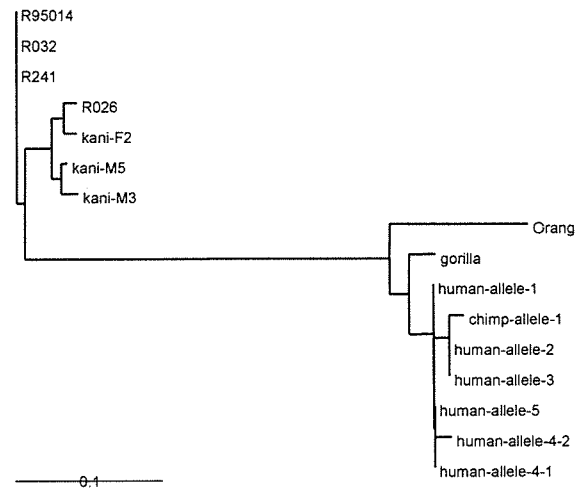 R95014
R032
R241
R026
kani-F2
kani-M5
kani-M3
Orang
gorilla
human-allele-1
chimp-allele-1
human-allele-2
human-allele-3
human-allele-5
human-allele-4-2
human-allele-4-1
0.1